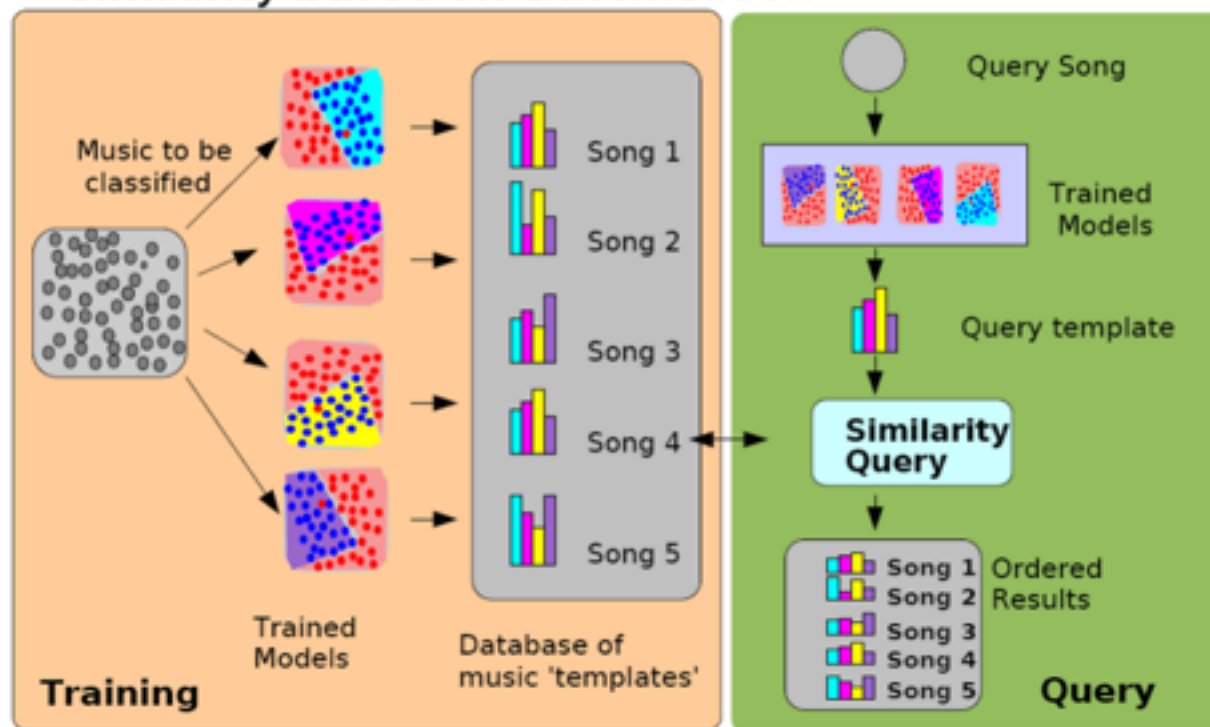 Music to be
classified
Song 1
Song 2
Song 3
Song 4
Song 5
Trained
Models
Database of
music 'templates'
Training
Query Song
Trained
Models
Query template
Similarity
Query
Song 1
Song 2
Song 3
Song 4
Song 5
Ordered
Results
Query